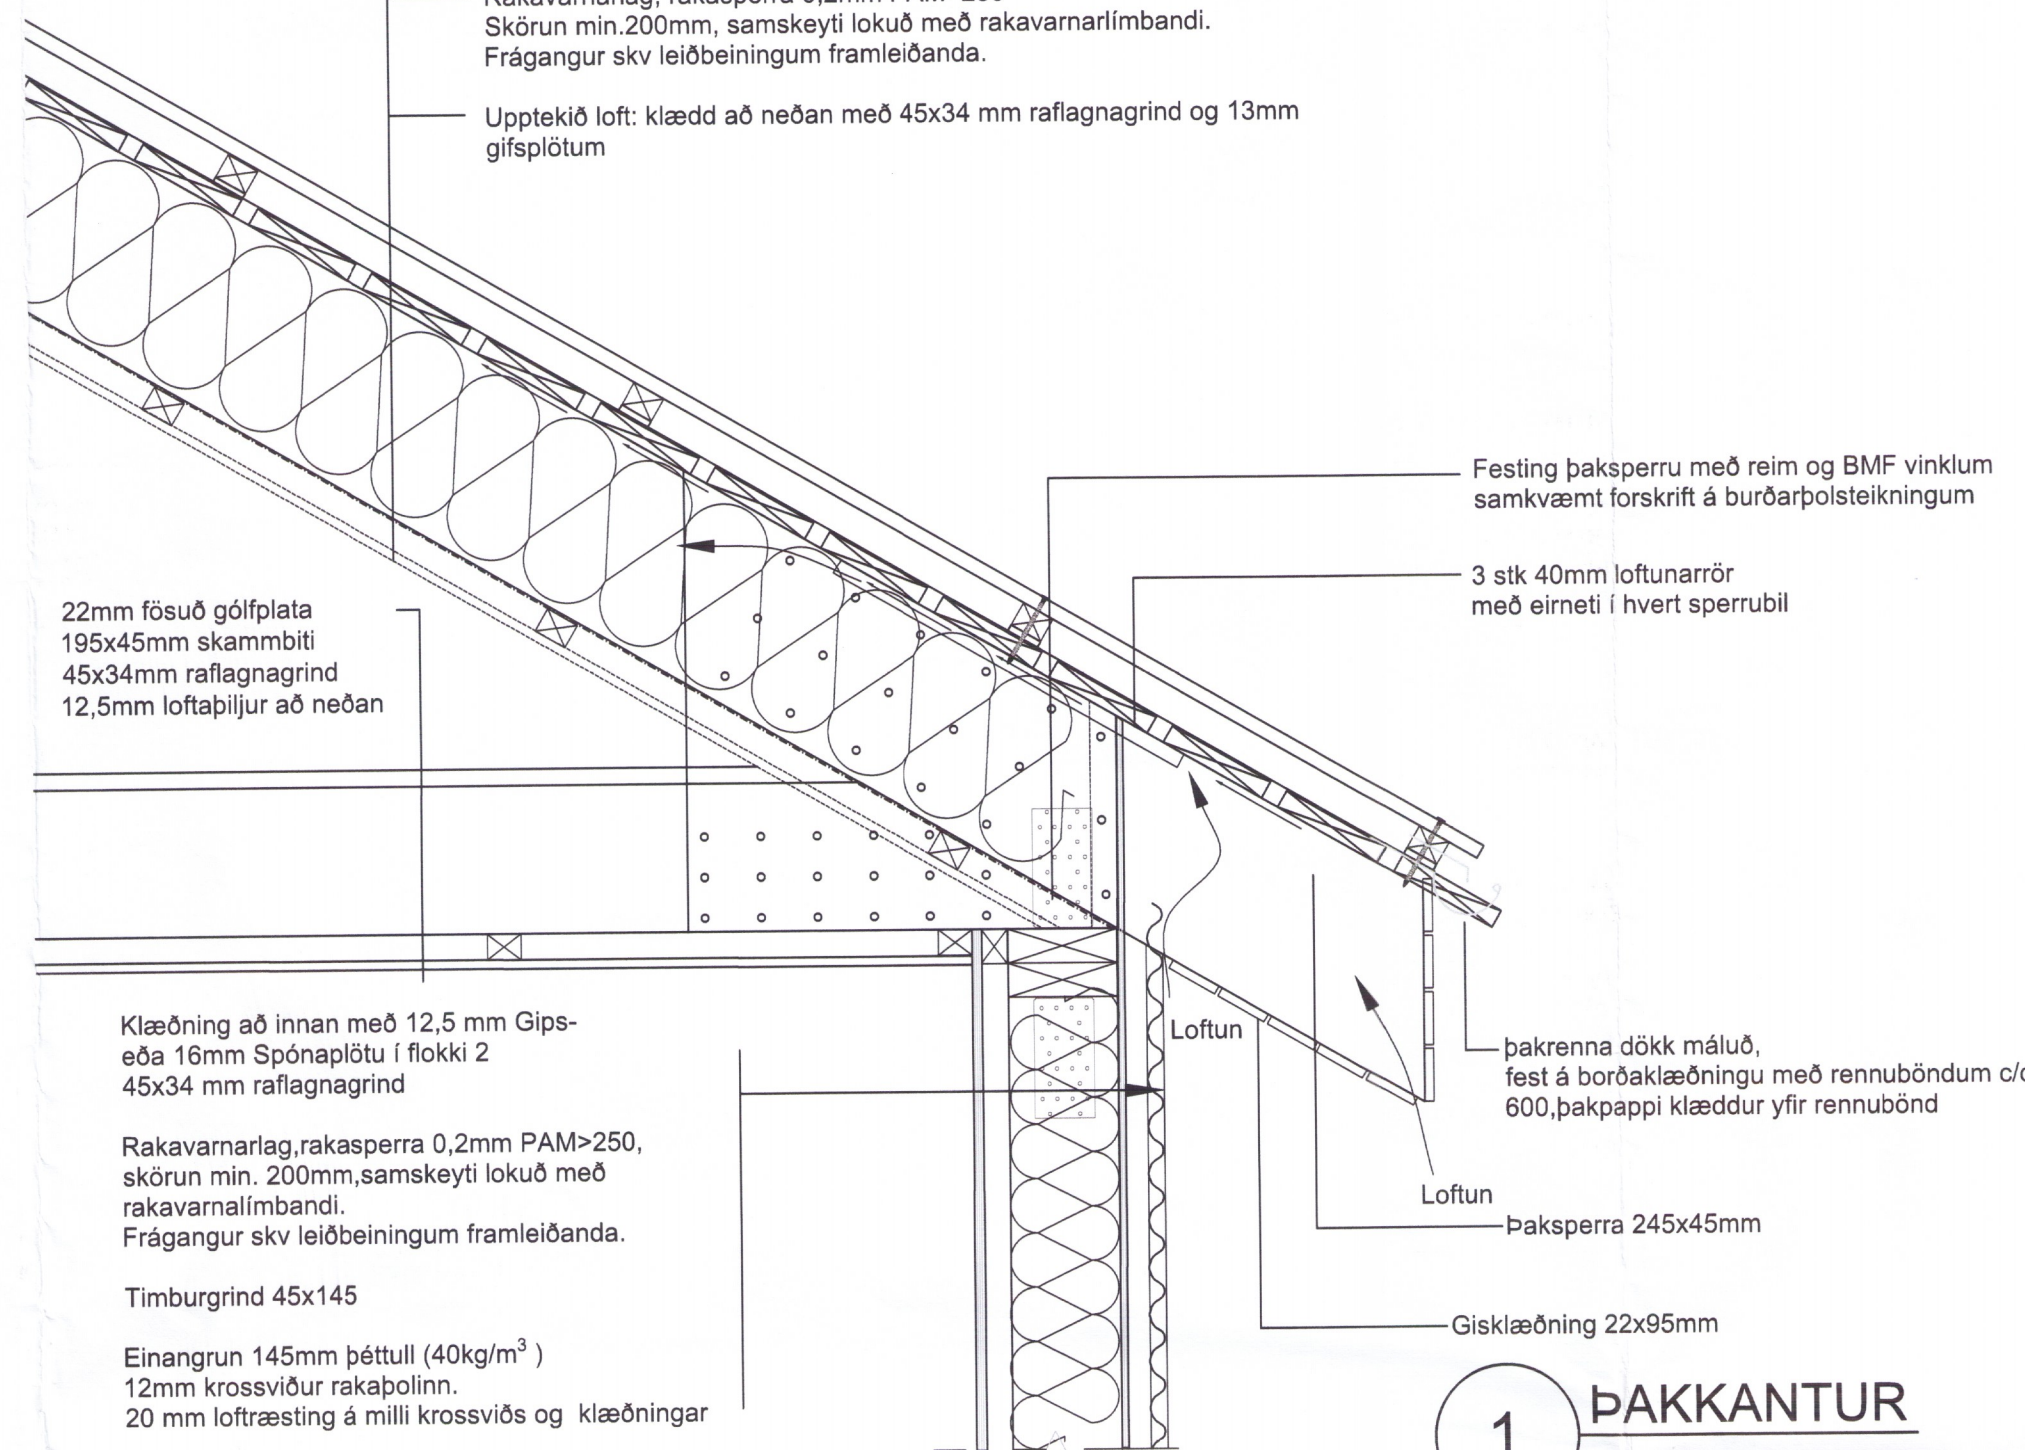 Skörun min.200mm, samskeyti lokuð með rakavarnarlímbandi.
Frágangur skv leiðbeiningum framleiðanda.
Upptekið loft: klædd að neðan með 45x34 mm raflagnagrind og 13mm
gifsplötum
Festing þaksperru með reim og BMF vinklum
samkvæmt forskrift á burðarþolsteikningum
3 stk 40mm loftunarrör
með eirneti í hvert sperrubil
22mm fösuð gólfplata
195x45mm skammbiti
45x34mm raflagnagrind
12,5mm loftaþiljur að neðan
Klæðning að innan með 12,5 mm Gips-
eða 16mm Spónaplötu í flokki 2
45x34 mm raflagnagrind
Rakavarnarlag,rakasperra 0,2mm PAM>250,
skörun min. 200mm,samskeyti lokuð með
rakavarnalímbandi.
Frágangur skv leiðbeiningum framleiðanda.
Timburgrind 45x145
Einangrun 145mm þéttull (40kg/m³ )
12mm krossviður rakaþolinn.
20 mm loftræsting á milli krossviðs og klæðningar
Loftun
þakrenna dökk máluð,
fest á borðaklæðningu með rennuböndum
600,þakpappi klæddur yfir rennubönd
Loftun
Þaksperra 245x45mm
Gisklæðning 22x95mm
1
ÞAKKANTUR